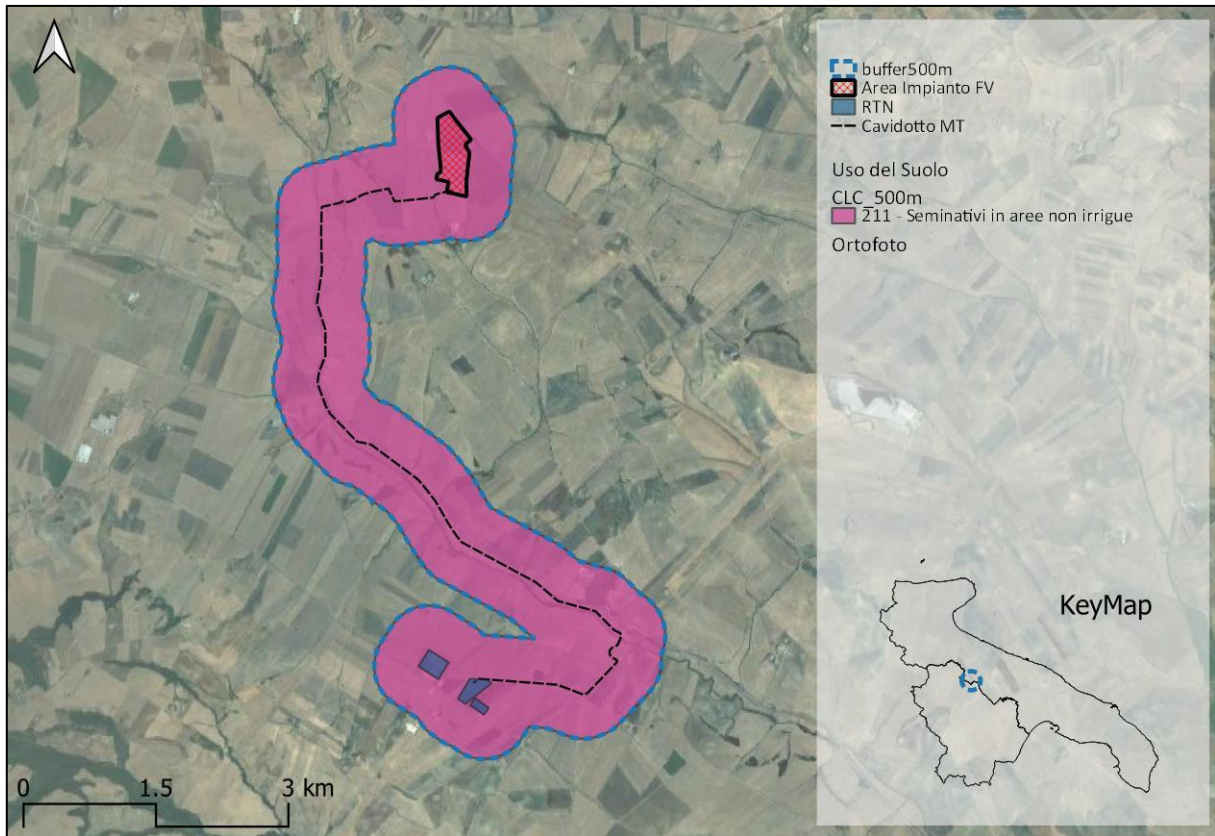 buffer500m
Area Impianto FV
RTN
Cavidotto MT
Uso del Suolo
CLC_500m
211 - Seminativi in aree non irrigue
Ortofoto
KeyMap
0 1.5 3 km